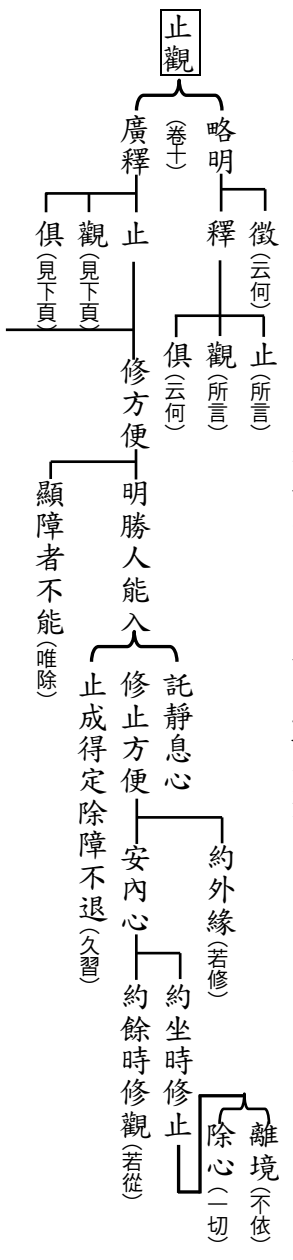 止觀
略明
徵(云何)
釋
止(所言)
觀(所言)
俱(云何)
廣釋
(卷十)
止
修方便
明勝人能入
託靜息心
修止方便
約外緣(若修)
安內心
約坐時修止
離境(不依)
除心(一切)
約餘時修觀(若從)
止成得定除障不退(久習)
顯障者不能(唯除)
觀(見下頁)
俱(見下頁)